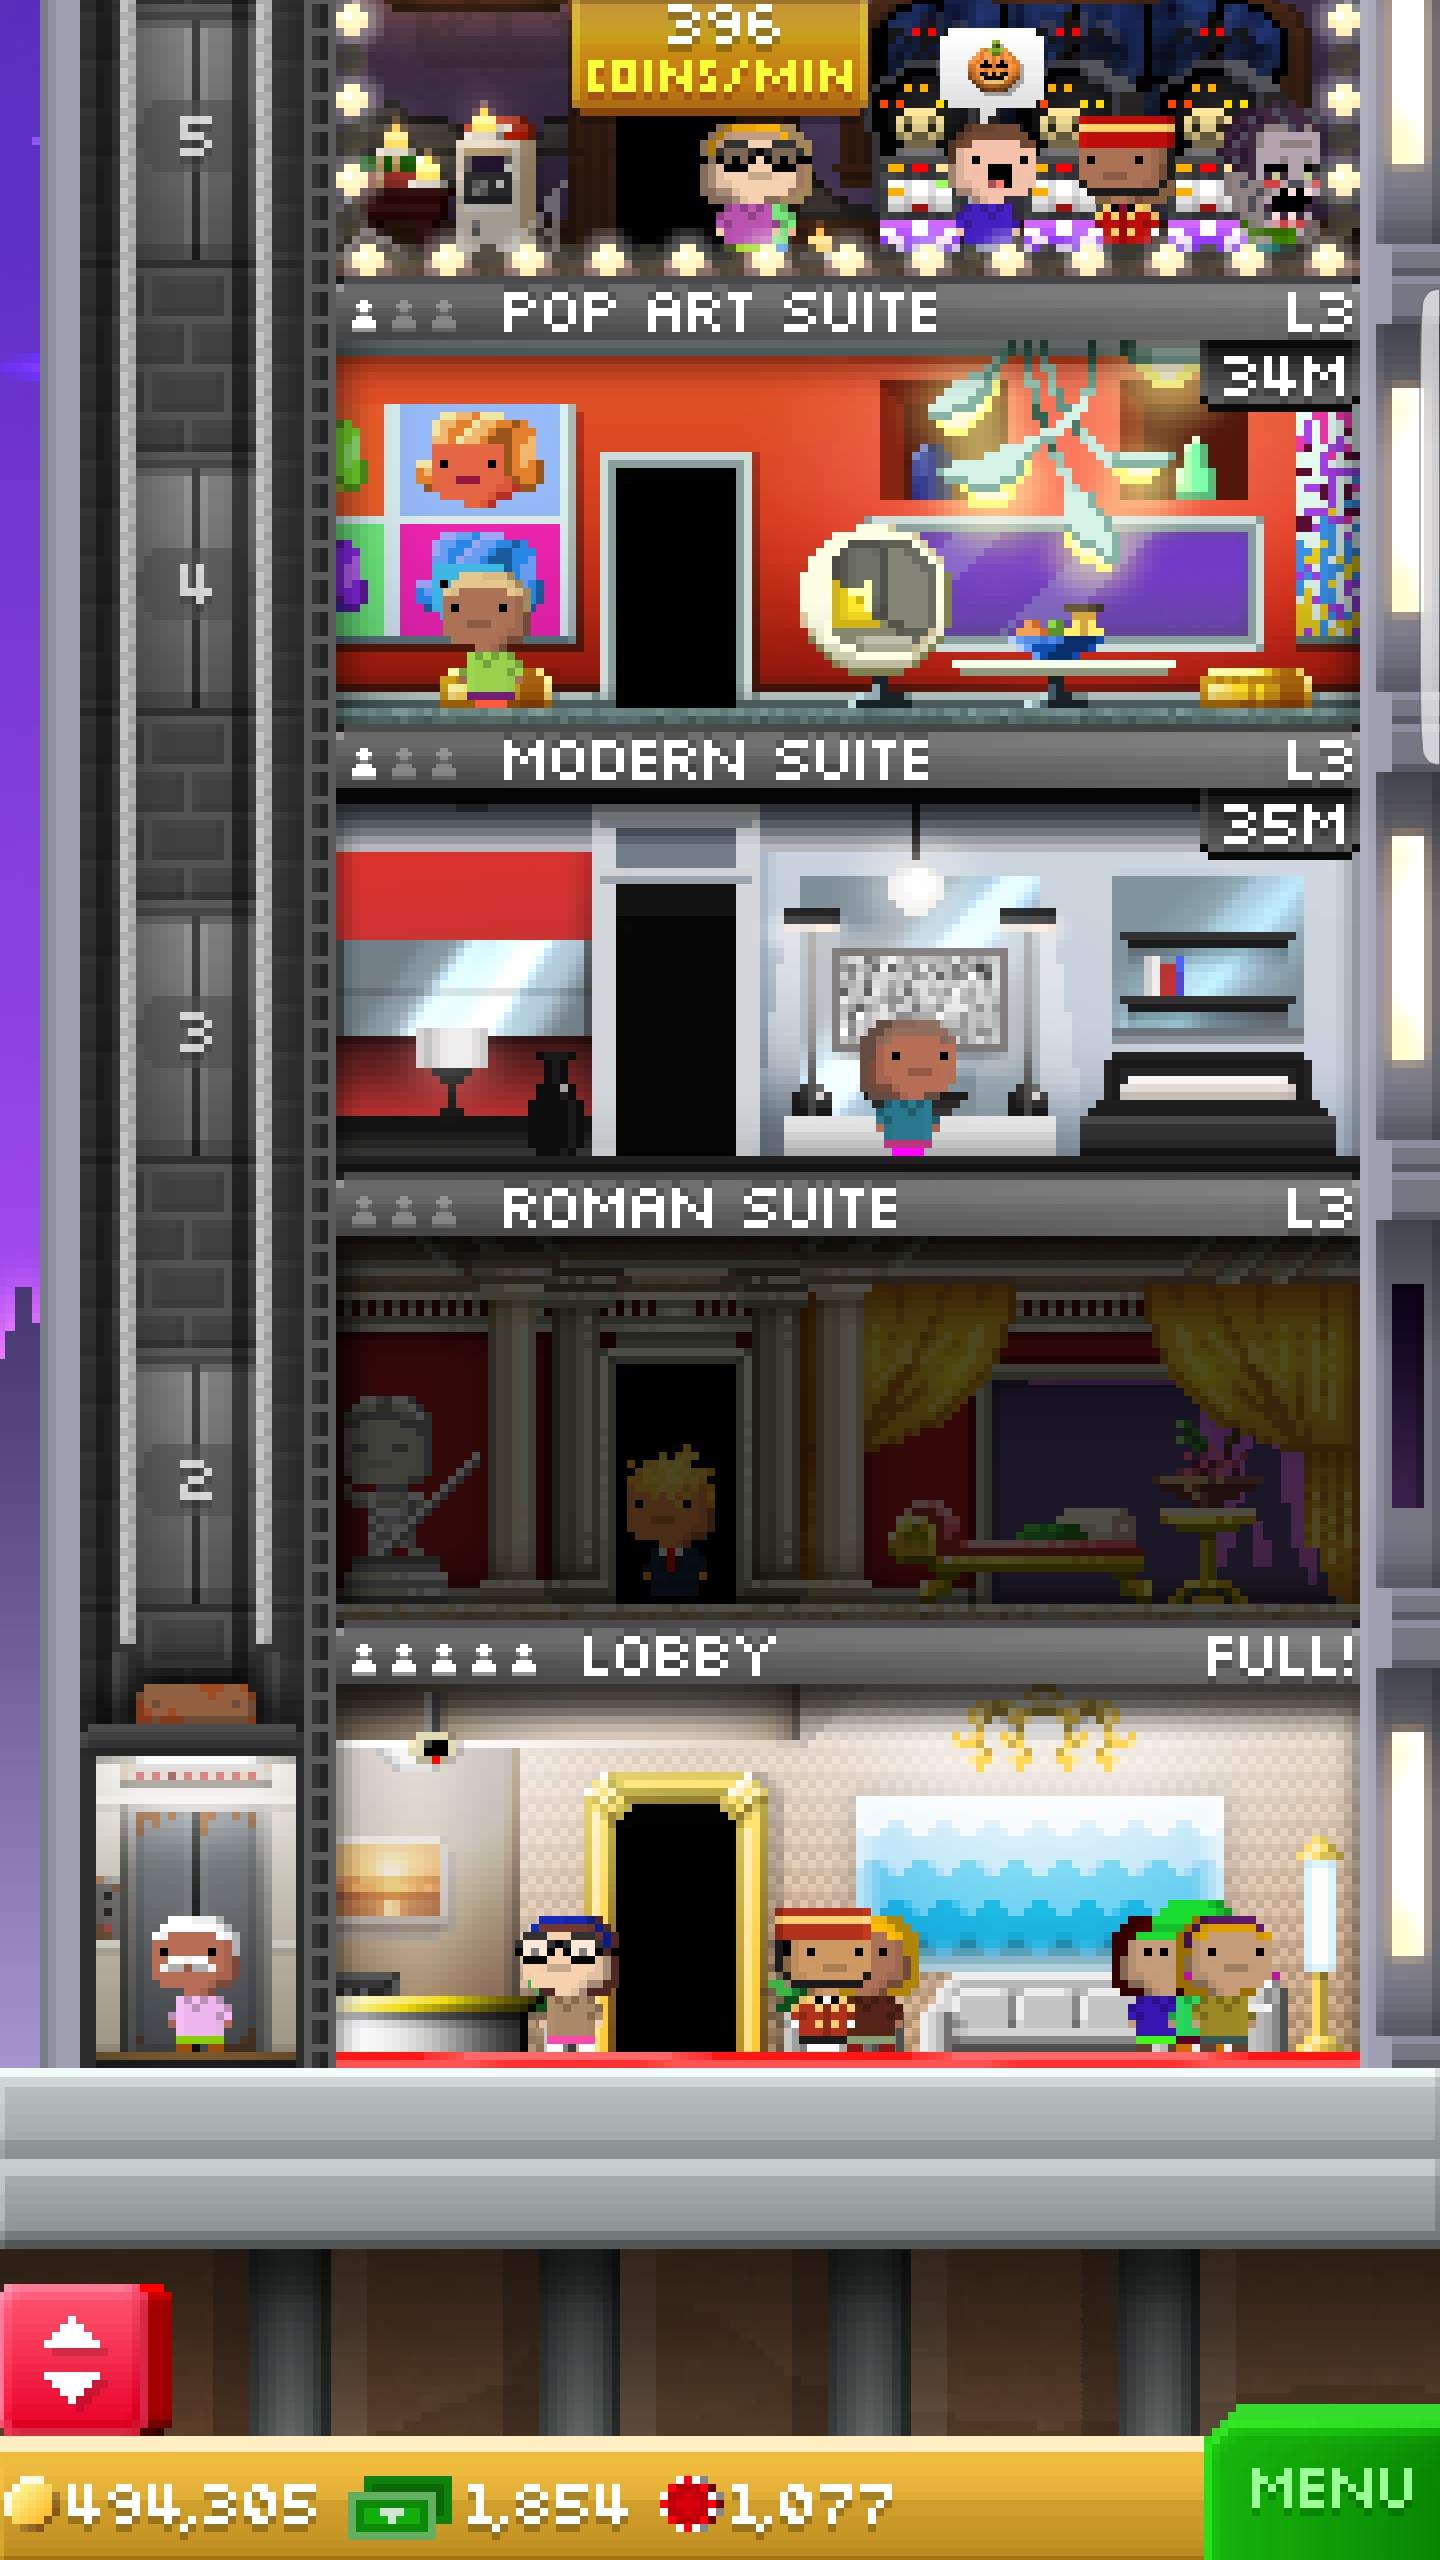 396
COINS/MIN
5
POP ART SUITE L3
34M
4
MODERN SUITE L3
35M
3
ROMAN SUITE L3
2
LOBBY FULL!
494,305 1,854 1,077
MENU